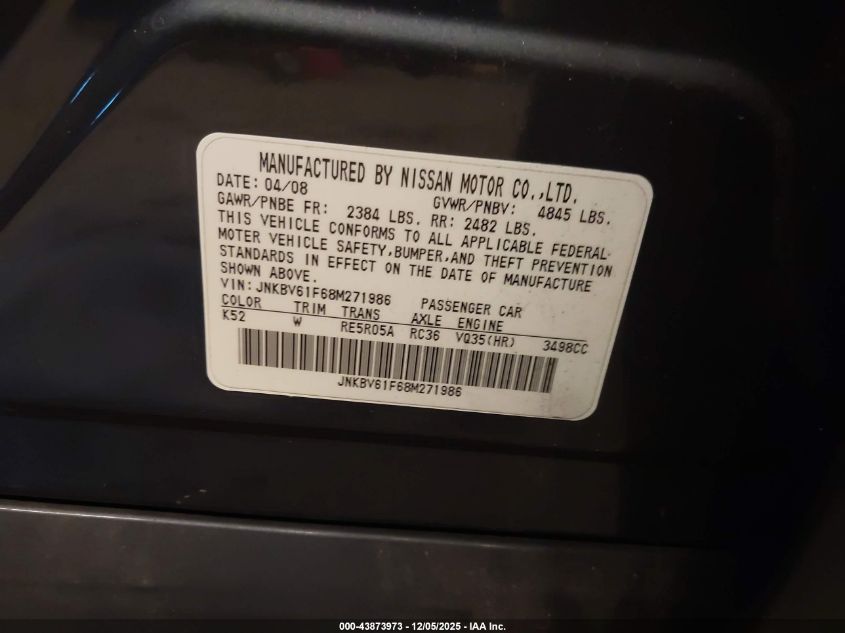 MANUFACTURED BY NISSAN MOTOR CO.,LTD.
DATE: 04/08 GVWR/PNBV: 4845 LBS.
GAWR/PNBE FR: 2384 LBS. RR: 2482 LBS.
THIS VEHICLE CONFORMS TO ALL APPLICABLE FEDERAL
MOTOR VEHICLE SAFETY,BUMPER,AND THEFT PREVENTION
STANDARDS IN EFFECT ON THE DATE OF MANUFACTURE
SHOWN ABOVE.
VIN: JNKBV61F68M271986 PASSENGER CAR
COLOR TRIM TRANS AXLE ENGINE
K52 W RE5R05A RC36 VQ35(HR) 3498CC
JNKBV61F68M271986
000-43873973 - 12/05/2025 - IAA Inc.